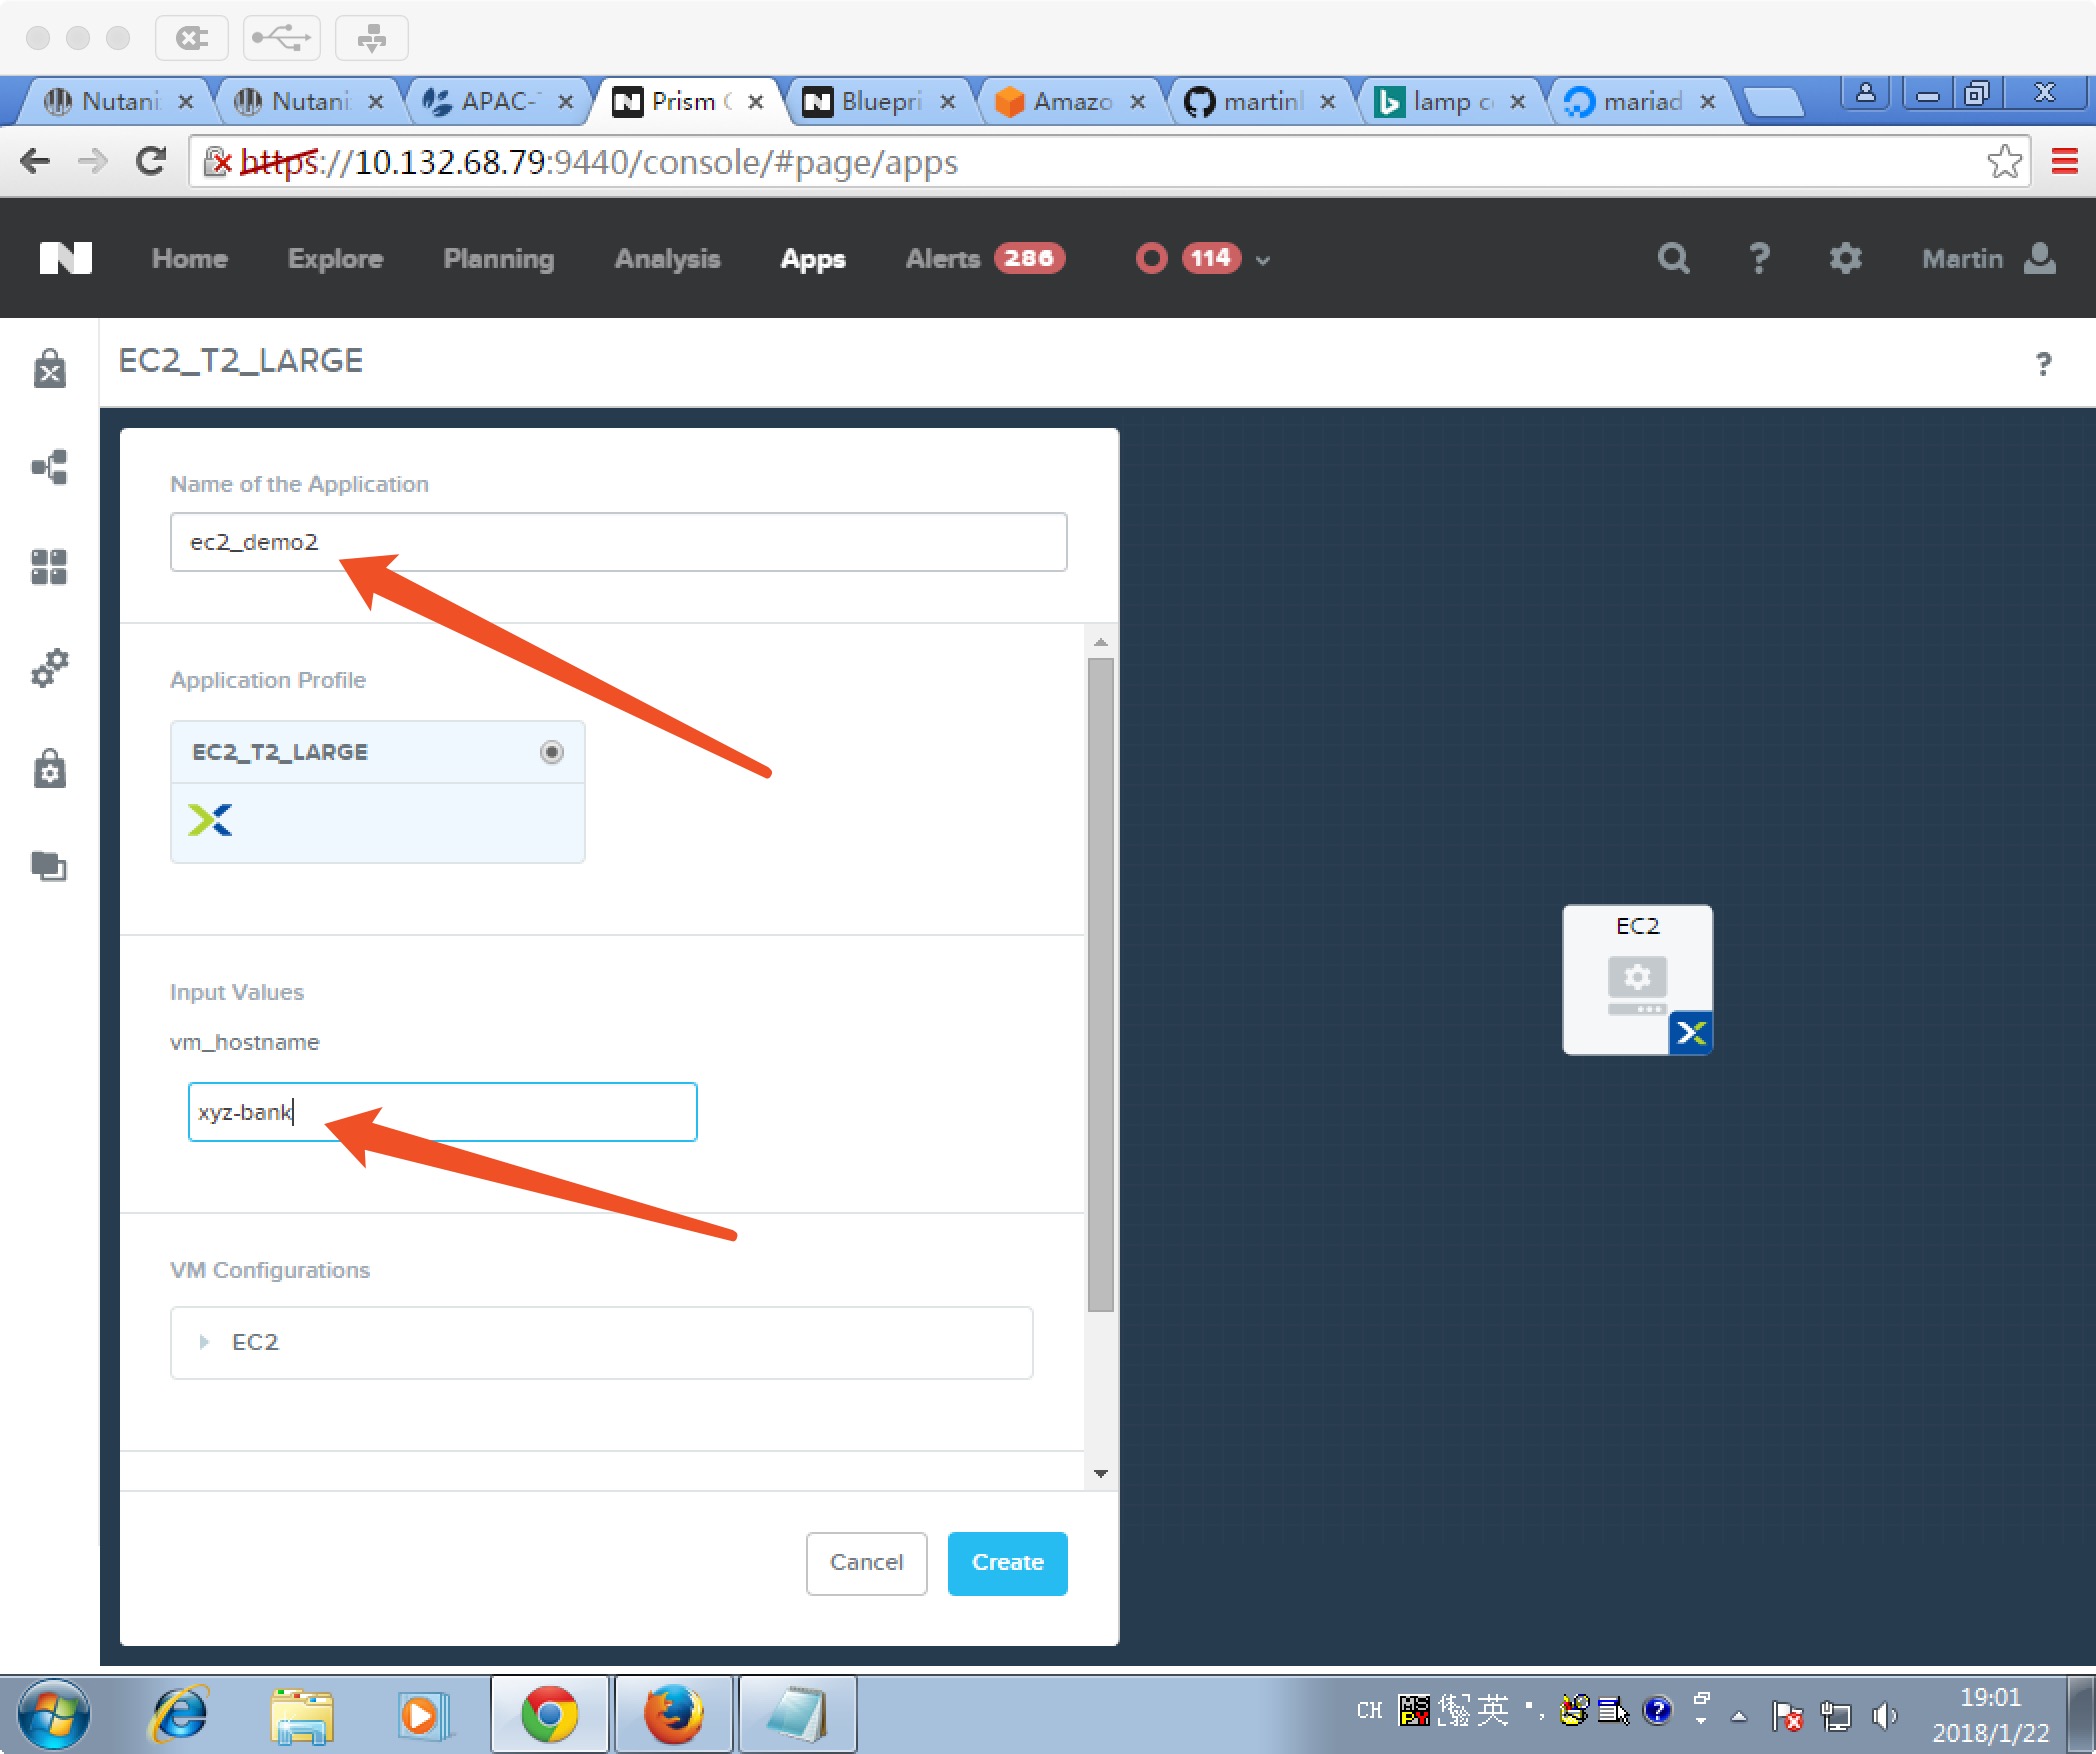 Nutani
Nutani
APAC-
Prism
Bluepri
Amazo
martin
lamp
mariad
https://10.132.68.79:9440/console/#page/apps
Home Explore Planning Analysis Apps Alerts 286 114 Martin
EC2_T2_LARGE
Name of the Application
ec2_demo2
Application Profile
EC2_T2_LARGE
Input Values
vm_hostname
xyz-bank
VM Configurations
EC2
Cancel
Create
EC2
CH 英
19:01
2018/1/22